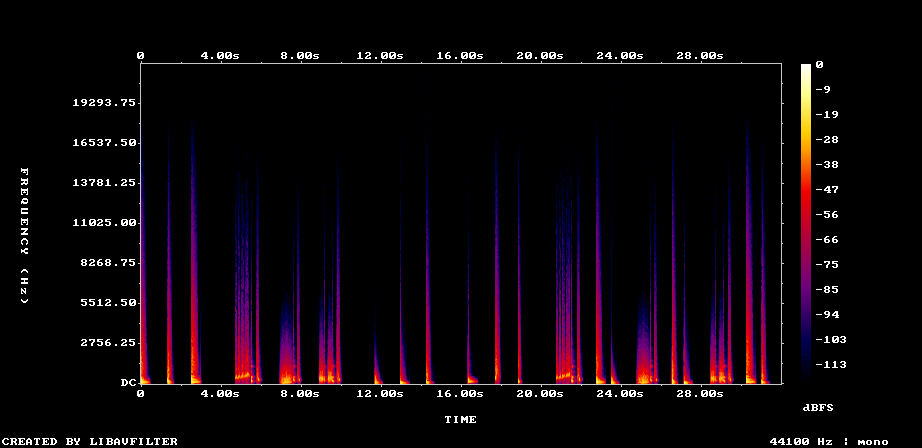 0 4.00s 8.00s 12.00s 16.00s 20.00s 24.00s 28.00s
19293.75
16537.50
13781.25
11025.00
8268.75
5512.50
2756.25
DC
FREQUENCY (Hz)
0 4.00s 8.00s 12.00s 16.00s 20.00s 24.00s 28.00s
TIME
0
-9
-19
-28
-38
-47
-56
-66
-75
-85
-94
-103
-113
dBFS
CREATED BY LIBAVFILTER
44100 Hz | mono